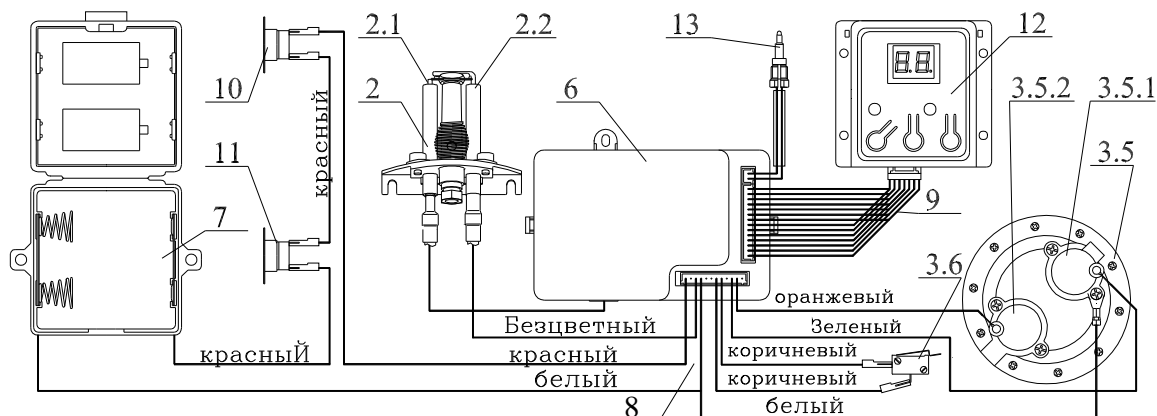 2.1
2.2
13
12
10
2
6
3.5.2
3.5.1
11
красный
3.5
7
9
3.6
оранжевый
Безцветный
Зеленый
красныЙ
красный
коричневый
белый
коричневый
8
белый